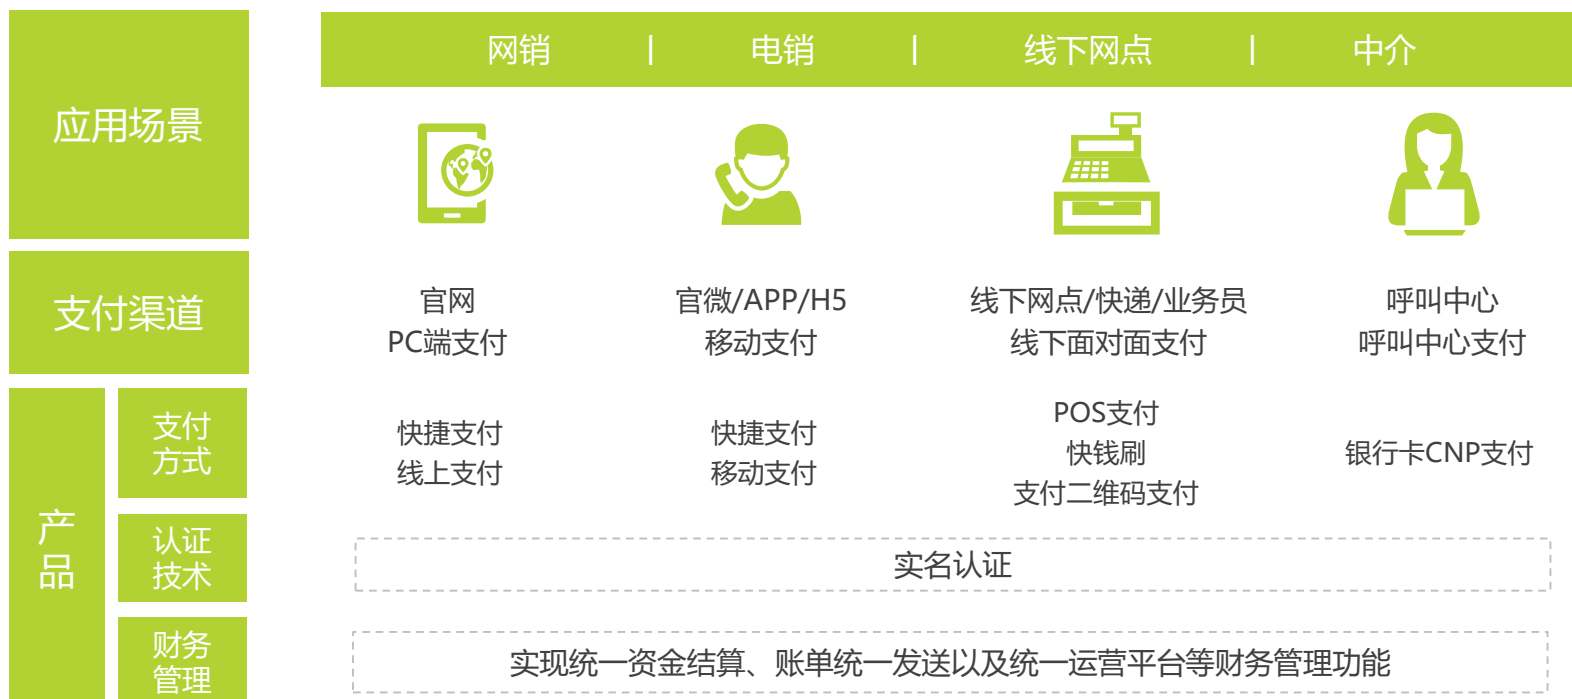 应用场景
网销 | 电销 | 线下网点 | 中介
支付渠道
官网 官微/APP/H5 线下网点/快递/业务员 呼叫中心
PC端支付 移动支付 线下面对面支付 呼叫中心支付
产品
支付
方式
快捷支付
线上支付
快捷支付
移动支付
POS支付
快钱刷
支付二维码支付
银行卡CNP支付
认证
技术
实名认证
财务
管理
实现统一资金结算、账单统一发送以及统一运营平台等财务管理功能